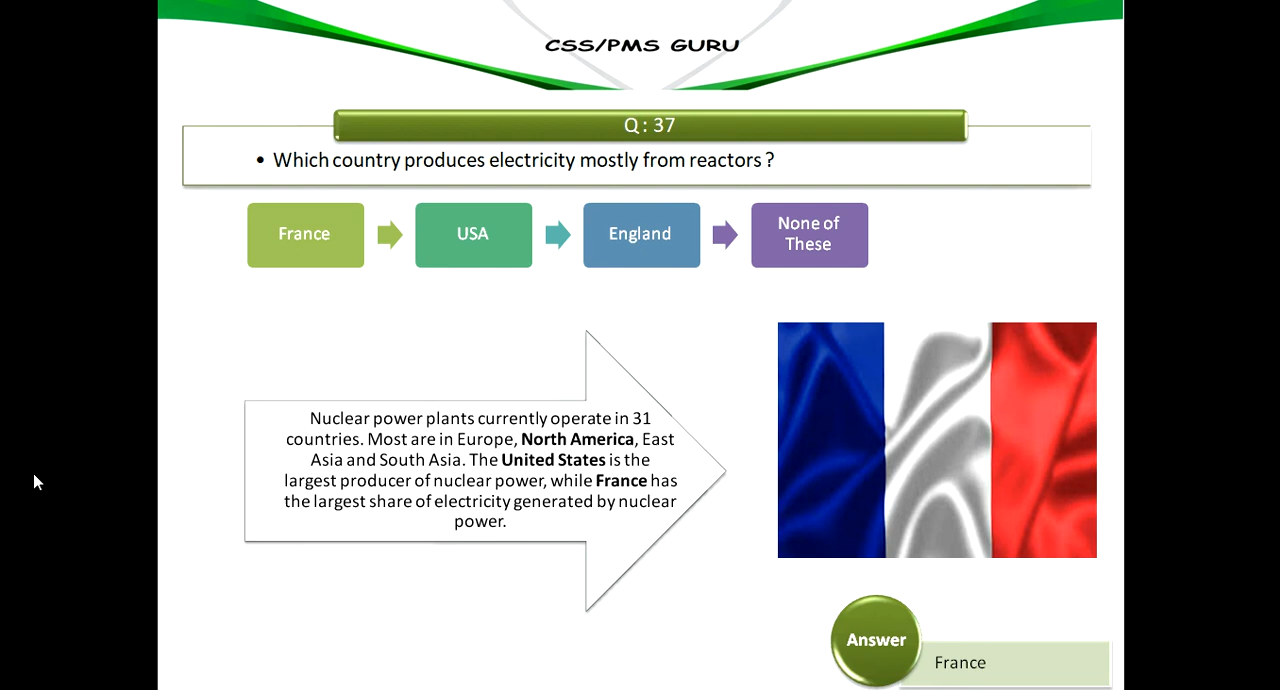 CSS/PMS GURU
Q : 37
• Which country produces electricity mostly from reactors ?
France
USA
England
None of
These
Nuclear power plants currently operate in 31
countries. Most are in Europe, North America, East
Asia and South Asia. The United States is the
largest producer of nuclear power, while France has
the largest share of electricity generated by nuclear
power.
Answer
France